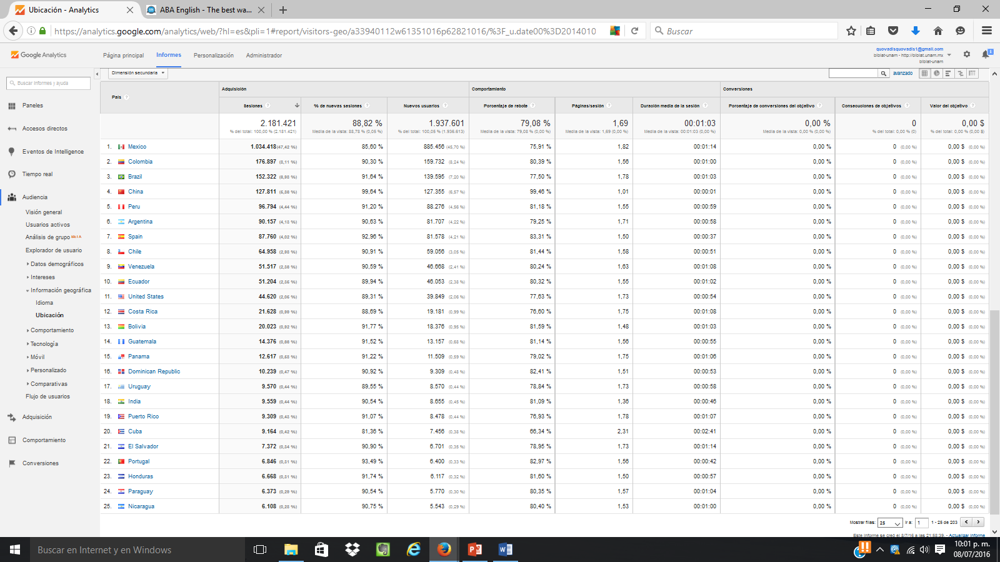 Ubicación - Analytics
ABA English - The best wa...
https://analytics.google.com/analytics/web/?hl=es&pli=1#report/visitors-geo/a33940112w61351016p62821016/%3F_u.date00%3D2014010
Buscar
Google Analytics
Página principal Informes Personalización Administrador
quovadisquovadis1@gmail.com
biblat-unam - http://biblat.unam.mx
biblat-unam
1
Buscar informes y ayuda
Paneles
Accesos directos
Eventos de Intelligence
Tiempo real
Audiencia
Visión general
Usuarios activos
Análisis de grupo BETA
Explorador de usuario
Datos demográficos
Intereses
Información geográfica
Idioma
Ubicación
Comportamiento
Tecnología
Móvil
Personalizado
Comparativas
Flujo de usuarios
Adquisición
Comportamiento
Conversiones
Dimensión secundaria
avanzado
País
Adquisición Comportamiento Conversiones
Sesiones % de nuevas sesiones Nuevos usuarios Porcentaje de rebote Páginas/sesión Duración media de la sesión Porcentaje de conversiones del objetivo Consecuciones de objetivos Valor del objetivo
2.181.421 88,82 % 1.937.601 79,08 % 1,69 00:01:03 0,00 % 0 0,00 $
% del total: 100,00 % (2.181.421) Media de la vista: 88,78 % (0,05 %) % del total: 100,05 % (1.936.613) Media de la vista: 79,08 % (0,00 %) Media de la vista: 1,69 (0,00 %) Media de la vista: 00:01:03 (0,00 %) Media de la vista: 0,00 % (0,00 %) % del total: 0,00 % (0) % del total: 0,00 % (0,00 $)
1. Mexico 1.034.418 (47,42 %) 85,60 % 885.456 (45,70 %) 75,91 % 1,82 00:01:14 0,00 % 0 (0,00 %) 0,00 $ (0,00 %)
2. Colombia 176.897 (8,11 %) 90,30 % 159.732 (8,24 %) 80,39 % 1,56 00:01:00 0,00 % 0 (0,00 %) 0,00 $ (0,00 %)
3. Brazil 152.322 (6,98 %) 91,64 % 139.595 (7,20 %) 77,50 % 1,78 00:01:03 0,00 % 0 (0,00 %) 0,00 $ (0,00 %)
4. China 127.811 (5,86 %) 99,64 % 127.355 (6,57 %) 99,46 % 1,01 00:00:01 0,00 % 0 (0,00 %) 0,00 $ (0,00 %)
5. Peru 96.794 (4,44 %) 91,20 % 88.276 (4,56 %) 81,18 % 1,55 00:00:59 0,00 % 0 (0,00 %) 0,00 $ (0,00 %)
6. Argentina 90.157 (4,13 %) 90,63 % 81.707 (4,22 %) 79,25 % 1,71 00:00:58 0,00 % 0 (0,00 %) 0,00 $ (0,00 %)
7. Spain 87.760 (4,02 %) 92,96 % 81.578 (4,21 %) 83,31 % 1,50 00:00:37 0,00 % 0 (0,00 %) 0,00 $ (0,00 %)
8. Chile 64.958 (2,98 %) 90,91 % 59.056 (3,05 %) 81,44 % 1,58 00:00:51 0,00 % 0 (0,00 %) 0,00 $ (0,00 %)
9. Venezuela 51.517 (2,36 %) 90,59 % 46.668 (2,41 %) 80,24 % 1,63 00:01:08 0,00 % 0 (0,00 %) 0,00 $ (0,00 %)
10. Ecuador 51.204 (2,35 %) 89,94 % 46.053 (2,38 %) 80,32 % 1,55 00:01:02 0,00 % 0 (0,00 %) 0,00 $ (0,00 %)
11. United States 44.620 (2,05 %) 89,31 % 39.849 (2,06 %) 77,63 % 1,73 00:00:54 0,00 % 0 (0,00 %) 0,00 $ (0,00 %)
12. Costa Rica 21.628 (0,99 %) 88,69 % 19.181 (0,99 %) 76,60 % 1,75 00:01:08 0,00 % 0 (0,00 %) 0,00 $ (0,00 %)
13. Bolivia 20.023 (0,92 %) 91,77 % 18.376 (0,95 %) 81,59 % 1,48 00:01:03 0,00 % 0 (0,00 %) 0,00 $ (0,00 %)
14. Guatemala 14.376 (0,66 %) 91,52 % 13.157 (0,68 %) 81,14 % 1,56 00:00:55 0,00 % 0 (0,00 %) 0,00 $ (0,00 %)
15. Panama 12.617 (0,58 %) 91,22 % 11.509 (0,59 %) 79,02 % 1,75 00:01:06 0,00 % 0 (0,00 %) 0,00 $ (0,00 %)
16. Dominican Republic 10.239 (0,47 %) 90,92 % 9.309 (0,48 %) 82,41 % 1,51 00:00:53 0,00 % 0 (0,00 %) 0,00 $ (0,00 %)
17. Uruguay 9.570 (0,44 %) 89,55 % 8.570 (0,44 %) 78,84 % 1,73 00:00:58 0,00 % 0 (0,00 %) 0,00 $ (0,00 %)
18. India 9.559 (0,44 %) 90,54 % 8.655 (0,45 %) 81,09 % 1,36 00:00:46 0,00 % 0 (0,00 %) 0,00 $ (0,00 %)
19. Puerto Rico 9.309 (0,43 %) 91,07 % 8.478 (0,44 %) 76,93 % 1,78 00:01:07 0,00 % 0 (0,00 %) 0,00 $ (0,00 %)
20. Cuba 9.164 (0,42 %) 81,36 % 7.456 (0,38 %) 66,34 % 2,31 00:02:41 0,00 % 0 (0,00 %) 0,00 $ (0,00 %)
21. El Salvador 7.372 (0,34 %) 90,90 % 6.701 (0,35 %) 78,95 % 1,73 00:01:14 0,00 % 0 (0,00 %) 0,00 $ (0,00 %)
22. Portugal 6.846 (0,31 %) 93,49 % 6.400 (0,33 %) 82,97 % 1,56 00:00:42 0,00 % 0 (0,00 %) 0,00 $ (0,00 %)
23. Honduras 6.668 (0,31 %) 91,74 % 6.117 (0,32 %) 81,60 % 1,50 00:00:57 0,00 % 0 (0,00 %) 0,00 $ (0,00 %)
24. Paraguay 6.373 (0,29 %) 90,54 % 5.770 (0,30 %) 80,35 % 1,57 00:01:04 0,00 % 0 (0,00 %) 0,00 $ (0,00 %)
25. Nicaragua 6.108 (0,28 %) 90,75 % 5.543 (0,29 %) 80,40 % 1,53 00:01:00 0,00 % 0 (0,00 %) 0,00 $ (0,00 %)
Mostrar filas: 25 Ir a: 1 1 - 25 de 203
Este informe se creó el 8/7/16 a las 21:58:39. - Actualizar informe
Buscar en Internet y en Windows
10:01 p. m.
08/07/2016